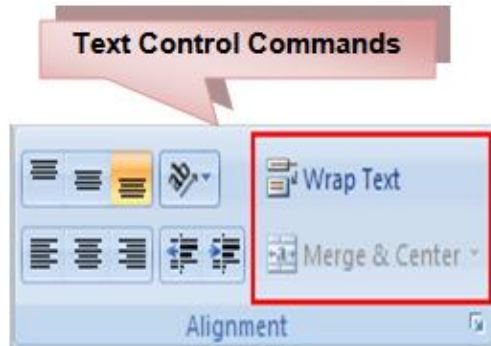 Text Control Commands
Wrap Text
Merge & Center
Alignment